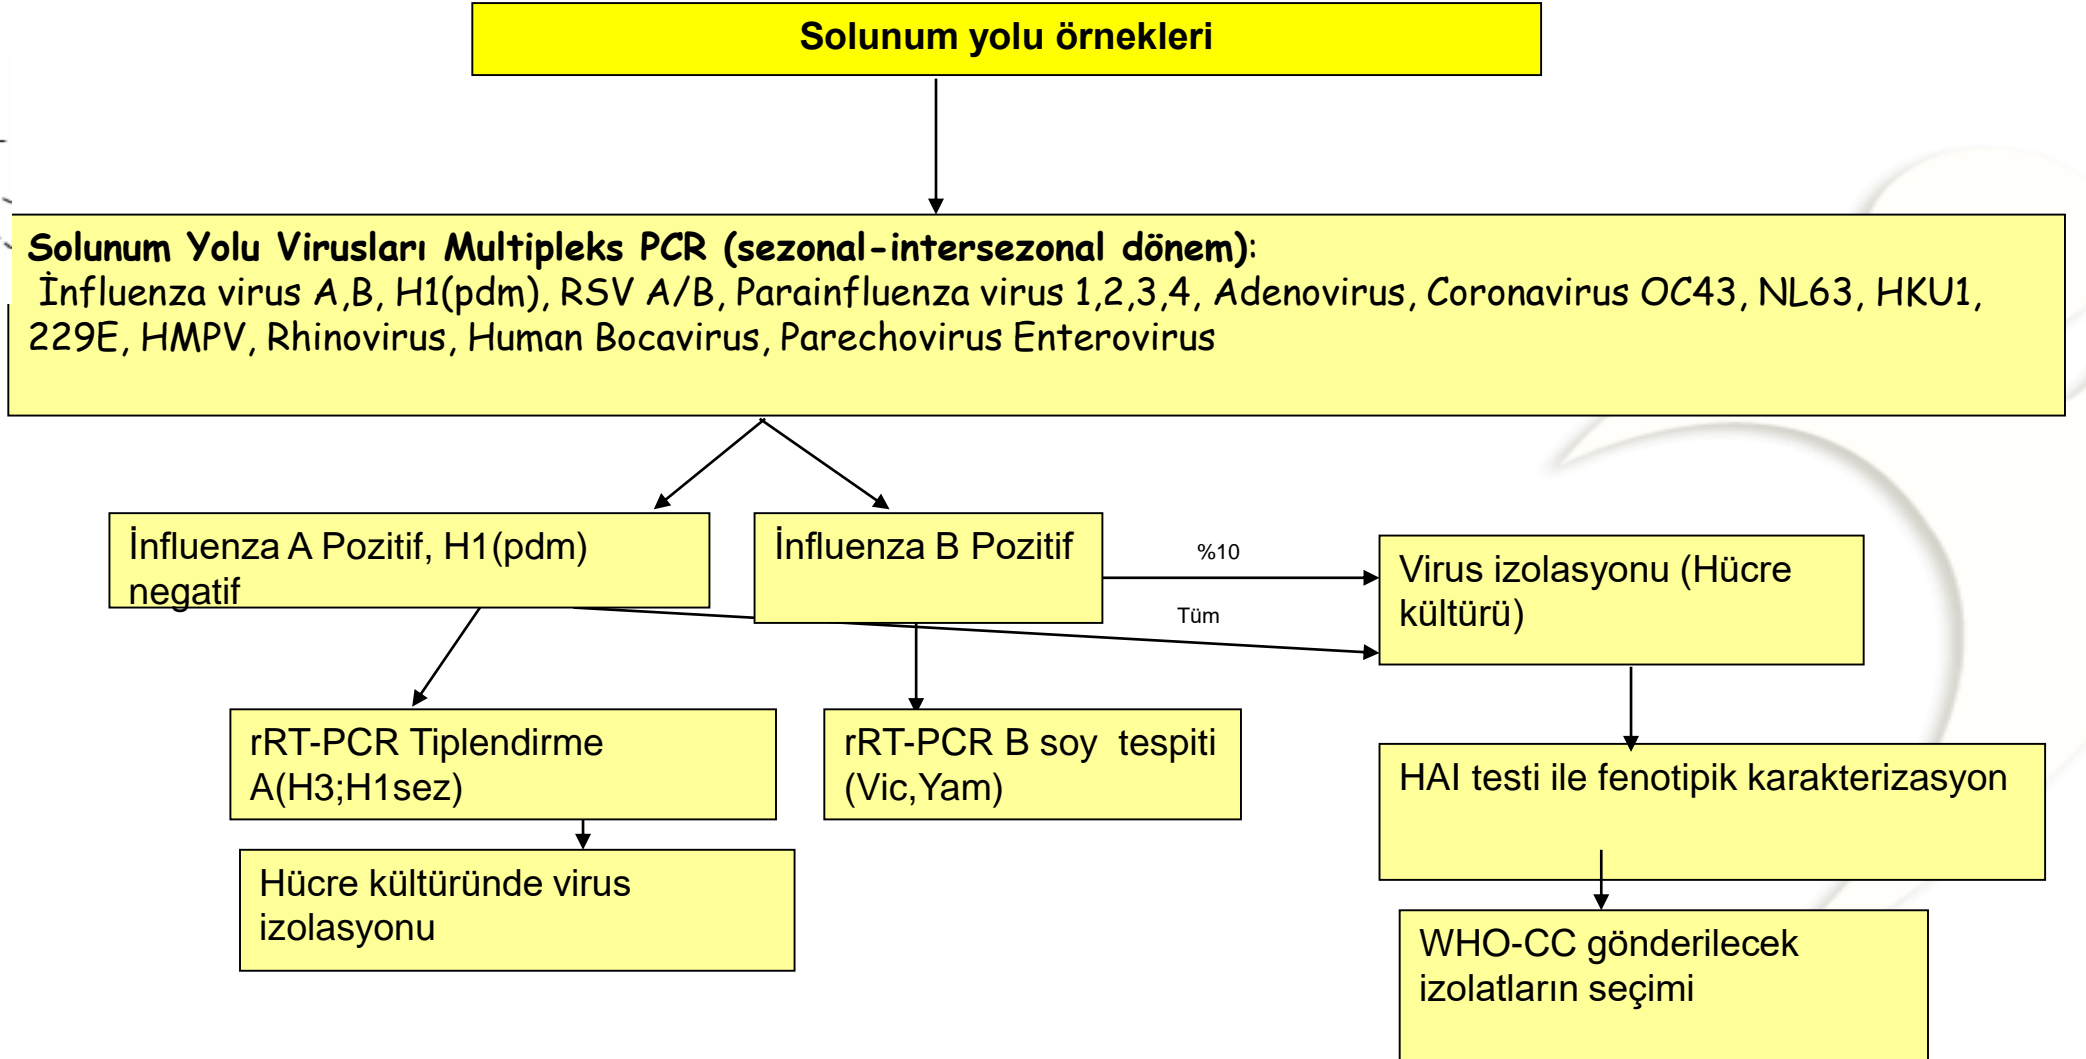 Solunum yolu örnekleri
Solunum Yolu Virusları Multipleks PCR (sezonal-intersezonal dönem):
İnfluenza virus A,B, H1(pdm), RSV A/B, Parainfluenza virus 1,2,3,4, Adenovirus, Coronavirus OC43, NL63, HKU1,
229E, HMPV, Rhinovirus, Human Bocavirus, Parechovirus Enterovirus
İnfluenza A Pozitif, H1(pdm)
negatif
İnfluenza B Pozitif
%10
Tüm
Virus izolasyonu (Hücre
kültürü)
rRT-PCR Tiplendirme
A(H3;H1sez)
rRT-PCR B soy tespiti
(Vic,Yam)
HAI testi ile fenotipik karakterizasyon
Hücre kültüründe virus
izolasyonu
WHO-CC gönderilecek
izolatların seçimi